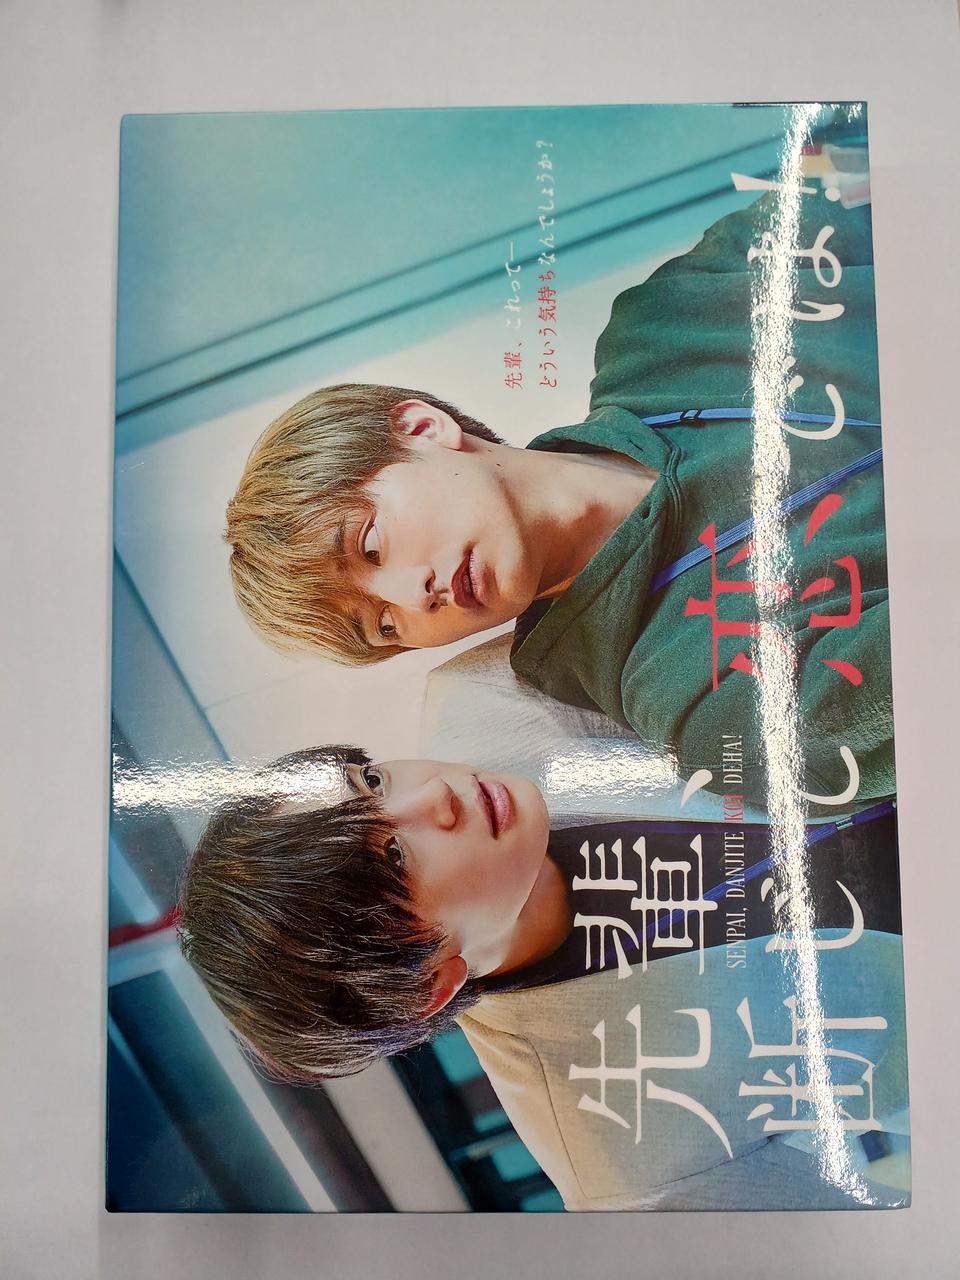 先輩、これって―
どういう気持ちなんでしょうか？
先輩、
SENPAI, DANJITE KOI DEHA!
断じて恋では！